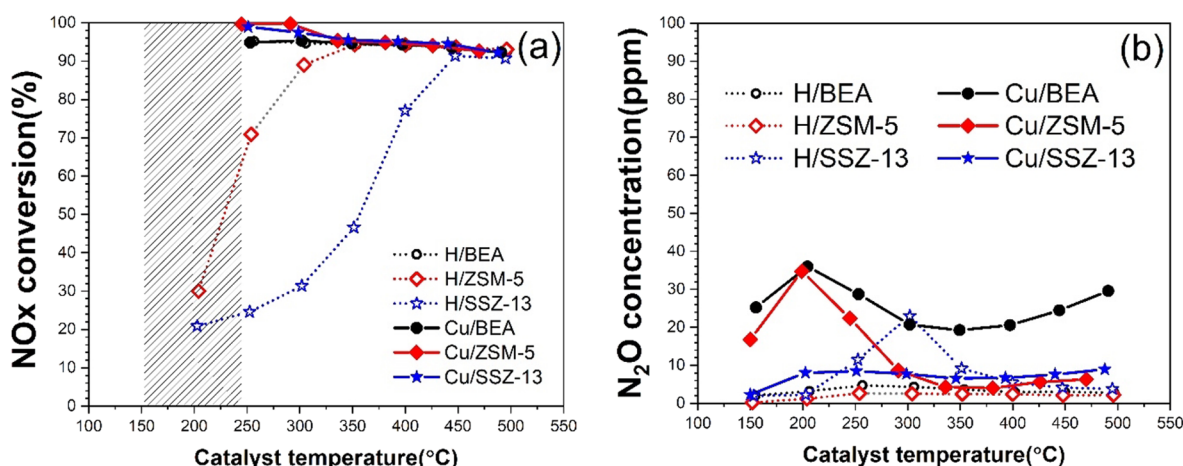 (a)
NOx conversion(%)
100
90
80
70
60
50
40
30
20
10
0
H/BEA
H/ZSM-5
H/SSZ-13
Cu/BEA
Cu/ZSM-5
Cu/SSZ-13
100 150 200 250 300 350 400 450 500 550
Catalyst temperature(°C)
(b)
N₂O concentration(ppm)
100
90
80
70
60
50
40
30
20
10
0
H/BEA Cu/BEA
H/ZSM-5 Cu/ZSM-5
H/SSZ-13 Cu/SSZ-13
100 150 200 250 300 350 400 450 500 550
Catalyst temperature(°C)